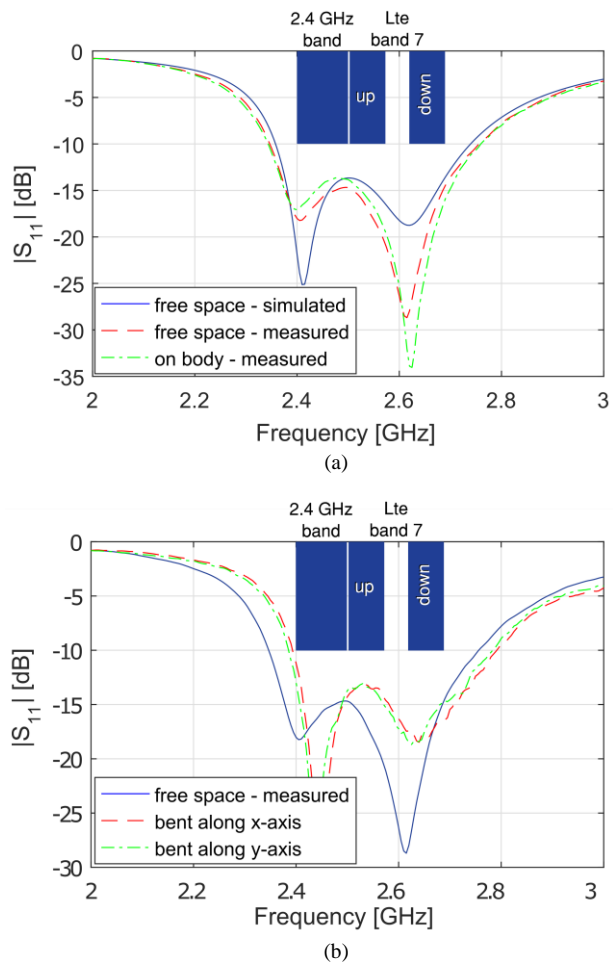 2.4 GHz Lte
band band 7
up
down
0
-5
-10
-15
-20
-25
-30
-35
|S11| [dB]
free space - simulated
free space - measured
on body - measured
2 2.2 2.4 2.6 2.8 3
Frequency [GHz]
(a)
2.4 GHz Lte
band band 7
up
down
0
-5
-10
-15
-20
-25
-30
|S11| [dB]
free space - measured
bent along x-axis
bent along y-axis
2 2.2 2.4 2.6 2.8 3
Frequency [GHz]
(b)